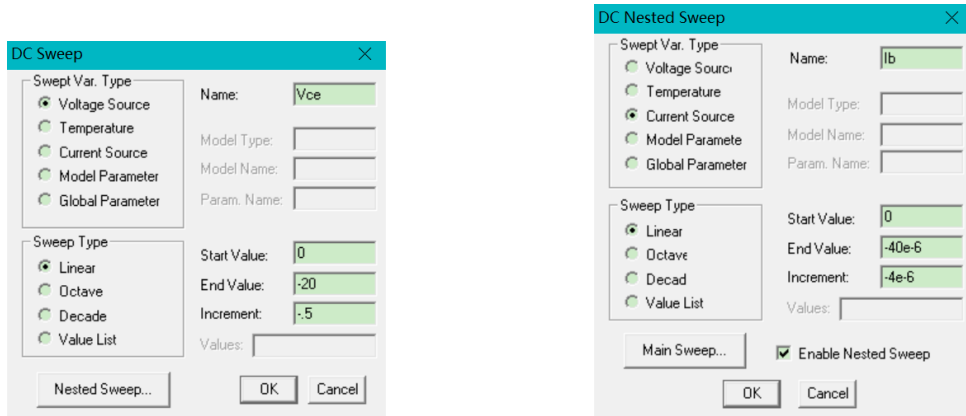 DC Sweep
Swept Var. Type
Voltage Source
Temperature
Current Source
Model Parameter
Global Parameter
Name: Vce
Model Type:
Model Name:
Param. Name:
Sweep Type
Linear
Octave
Decade
Value List
Start Value: 0
End Value: -20
Increment: -.5
Values:
Nested Sweep...
OK
Cancel
DC Nested Sweep
Swept Var. Type
Voltage Sourc
Temperature
Current Source
Model Paramete
Global Parameter
Name: Ib
Model Type:
Model Name:
Param. Name:
Sweep Type
Linear
Octave
Decad
Value List
Start Value: 0
End Value: -40e-6
Increment: -4e-6
Values:
Main Sweep...
Enable Nested Sweep
OK
Cancel